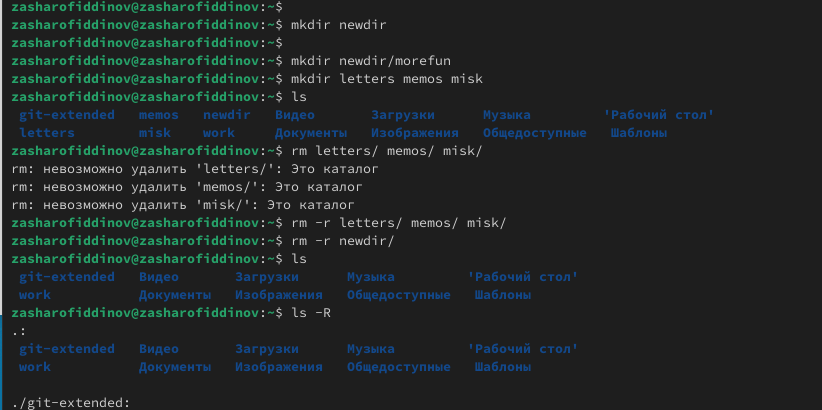 zasharofiddinov@zasharofiddinov:~$
zasharofiddinov@zasharofiddinov:~$ mkdir newdir
zasharofiddinov@zasharofiddinov:~$
zasharofiddinov@zasharofiddinov:~$ mkdir newdir/morefun
zasharofiddinov@zasharofiddinov:~$ mkdir letters memos misk
zasharofiddinov@zasharofiddinov:~$ ls
git-extended memos newdir Видео Загрузки Музыка 'Рабочий стол'
letters misk work Документы Изображения Общедоступные Шаблоны
zasharofiddinov@zasharofiddinov:~$ rm letters/ memos/ misk/
rm: невозможно удалить 'letters/': Это каталог
rm: невозможно удалить 'memos/': Это каталог
rm: невозможно удалить 'misk/': Это каталог
zasharofiddinov@zasharofiddinov:~$ rm -r letters/ memos/ misk/
zasharofiddinov@zasharofiddinov:~$ rm -r newdir/
zasharofiddinov@zasharofiddinov:~$ ls
git-extended Видео Загрузки Музыка 'Рабочий стол'
work Документы Изображения Общедоступные Шаблоны
zasharofiddinov@zasharofiddinov:~$ ls -R
.:
git-extended Видео Загрузки Музыка 'Рабочий стол'
work Документы Изображения Общедоступные Шаблоны
./git-extended: